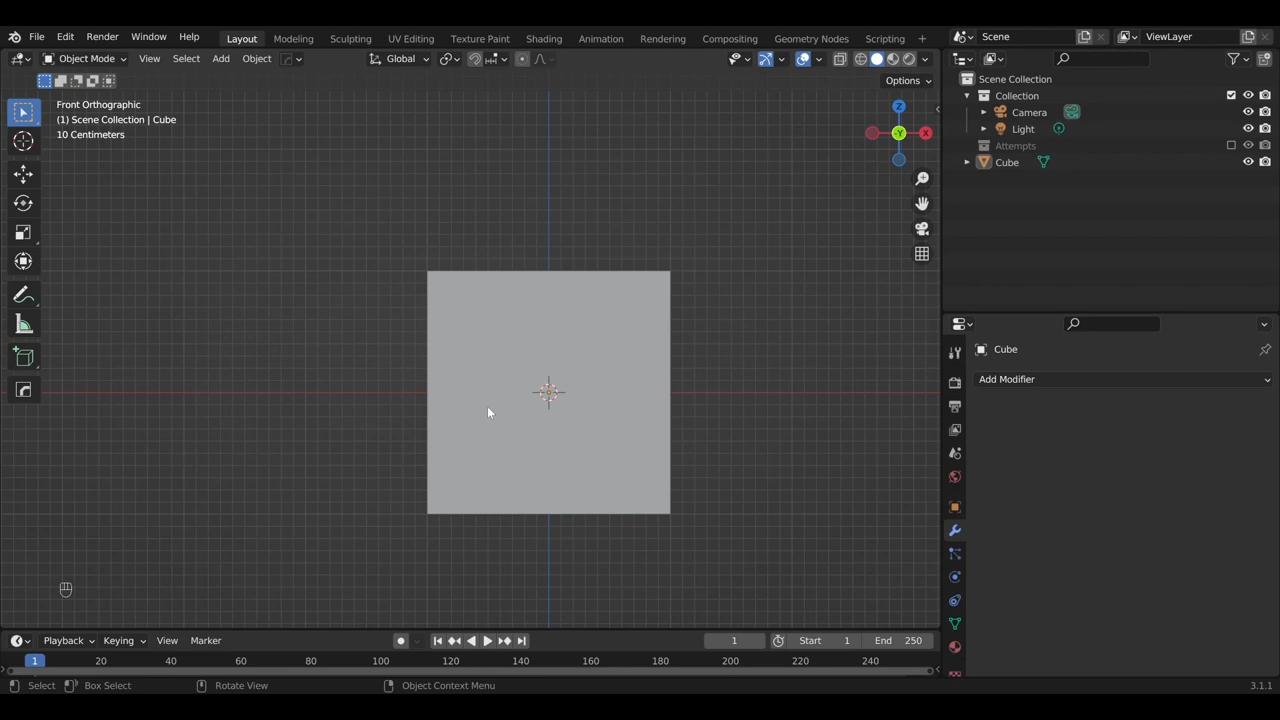 File Edit Render Window Help Layout Modeling Sculpting UV Editing Texture Paint Shading Animation Rendering Compositing Geometry Nodes Scripting + Scene ViewLayer
Object Mode View Select Add Object Global
Options
Front Orthographic
(1) Scene Collection | Cube
10 Centimeters
Z
-Y
X
Scene Collection
Collection
Camera
Light
Attempts
Cube
Cube
Add Modifier
Playback Keying View Marker 1 Start 1 End 250
1 20 40 60 80 100 120 140 160 180 200 220 240
Select Box Select Rotate View Object Context Menu 3.1.1